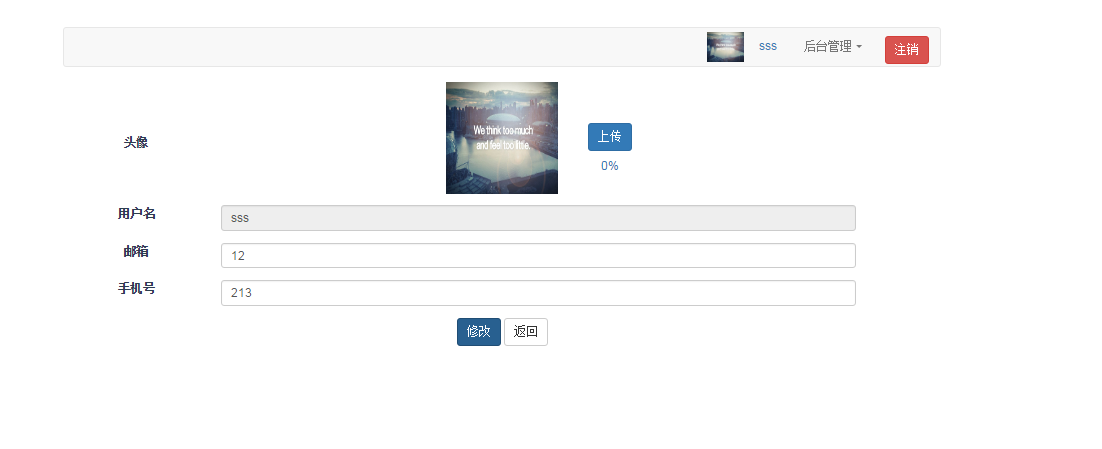 sss 后台管理 注销
We think too much
and feel too little.
头像
上传
0%
用户名 sss
邮箱 12
手机号 213
修改 返回